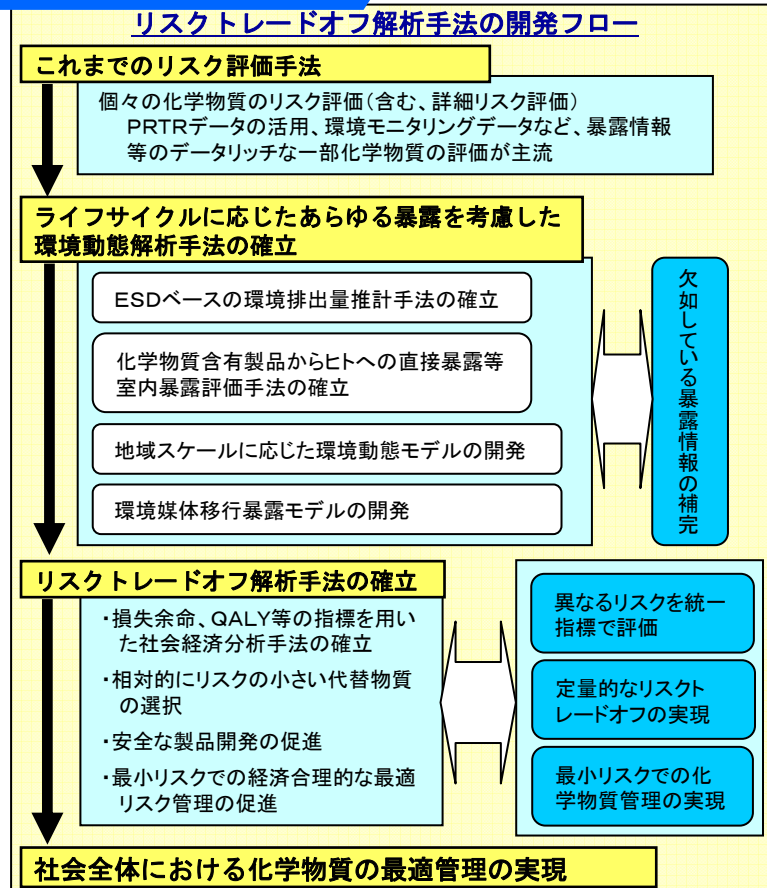 リスクトレードオフ解析手法の開発フロー
これまでのリスク評価手法
個々の化学物質のリスク評価(含む、詳細リスク評価)
PRTRデータの活用、環境モニタリングデータなど、暴露情報
等のデータリッチな一部化学物質の評価が主流
ライフサイクルに応じたあらゆる暴露を考慮した
環境動態解析手法の確立
ESDベースの環境排出量推計手法の確立
化学物質含有製品からヒトへの直接暴露等
室内暴露評価手法の確立
地域スケールに応じた環境動態モデルの開発
環境媒体移行暴露モデルの開発
欠如している暴露情報の補完
リスクトレードオフ解析手法の確立
・損失余命、QALY等の指標を用い
た社会経済分析手法の確立
・相対的にリスクの小さい代替物質
の選択
・安全な製品開発の促進
・最小リスクでの経済合理的な最適
リスク管理の促進
異なるリスクを統一
指標で評価
定量的なリスクト
レードオフの実現
最小リスクでの化
学物質管理の実現
社会全体における化学物質の最適管理の実現